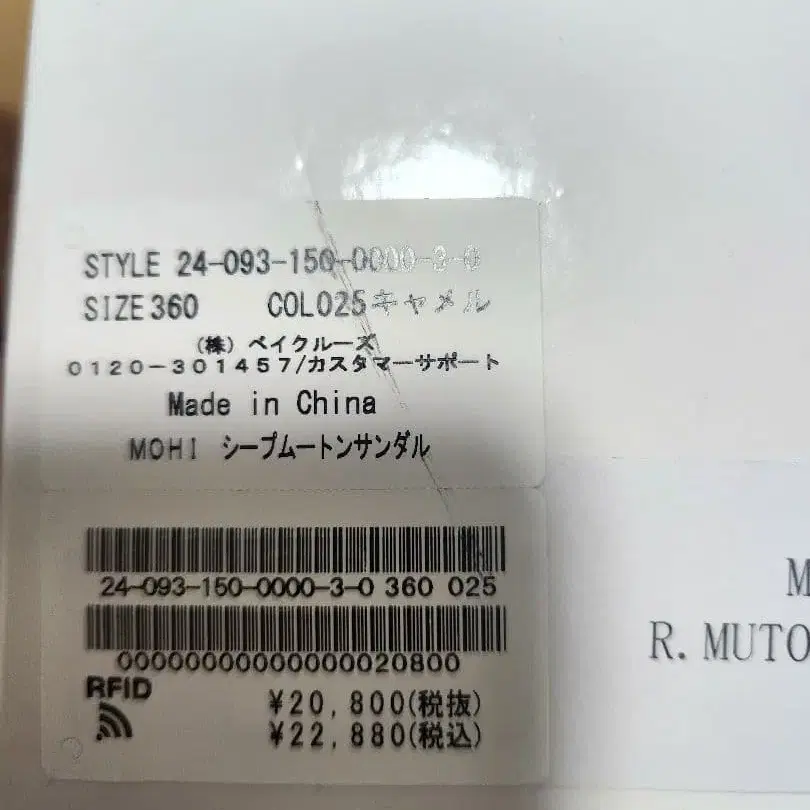 STYLE 24-093-150-0000-3-0
SIZE 360 COL025キャメル
(株) ベイクルーズ
0120-301457/カスタマーサポート
Made in China
MOHI シープムートンサンダル
24-093-150-0000-3-0 360 025
00000000000000020800
RFID
¥20,800(税抜)
¥22,880(税込)
M
R. MUTO